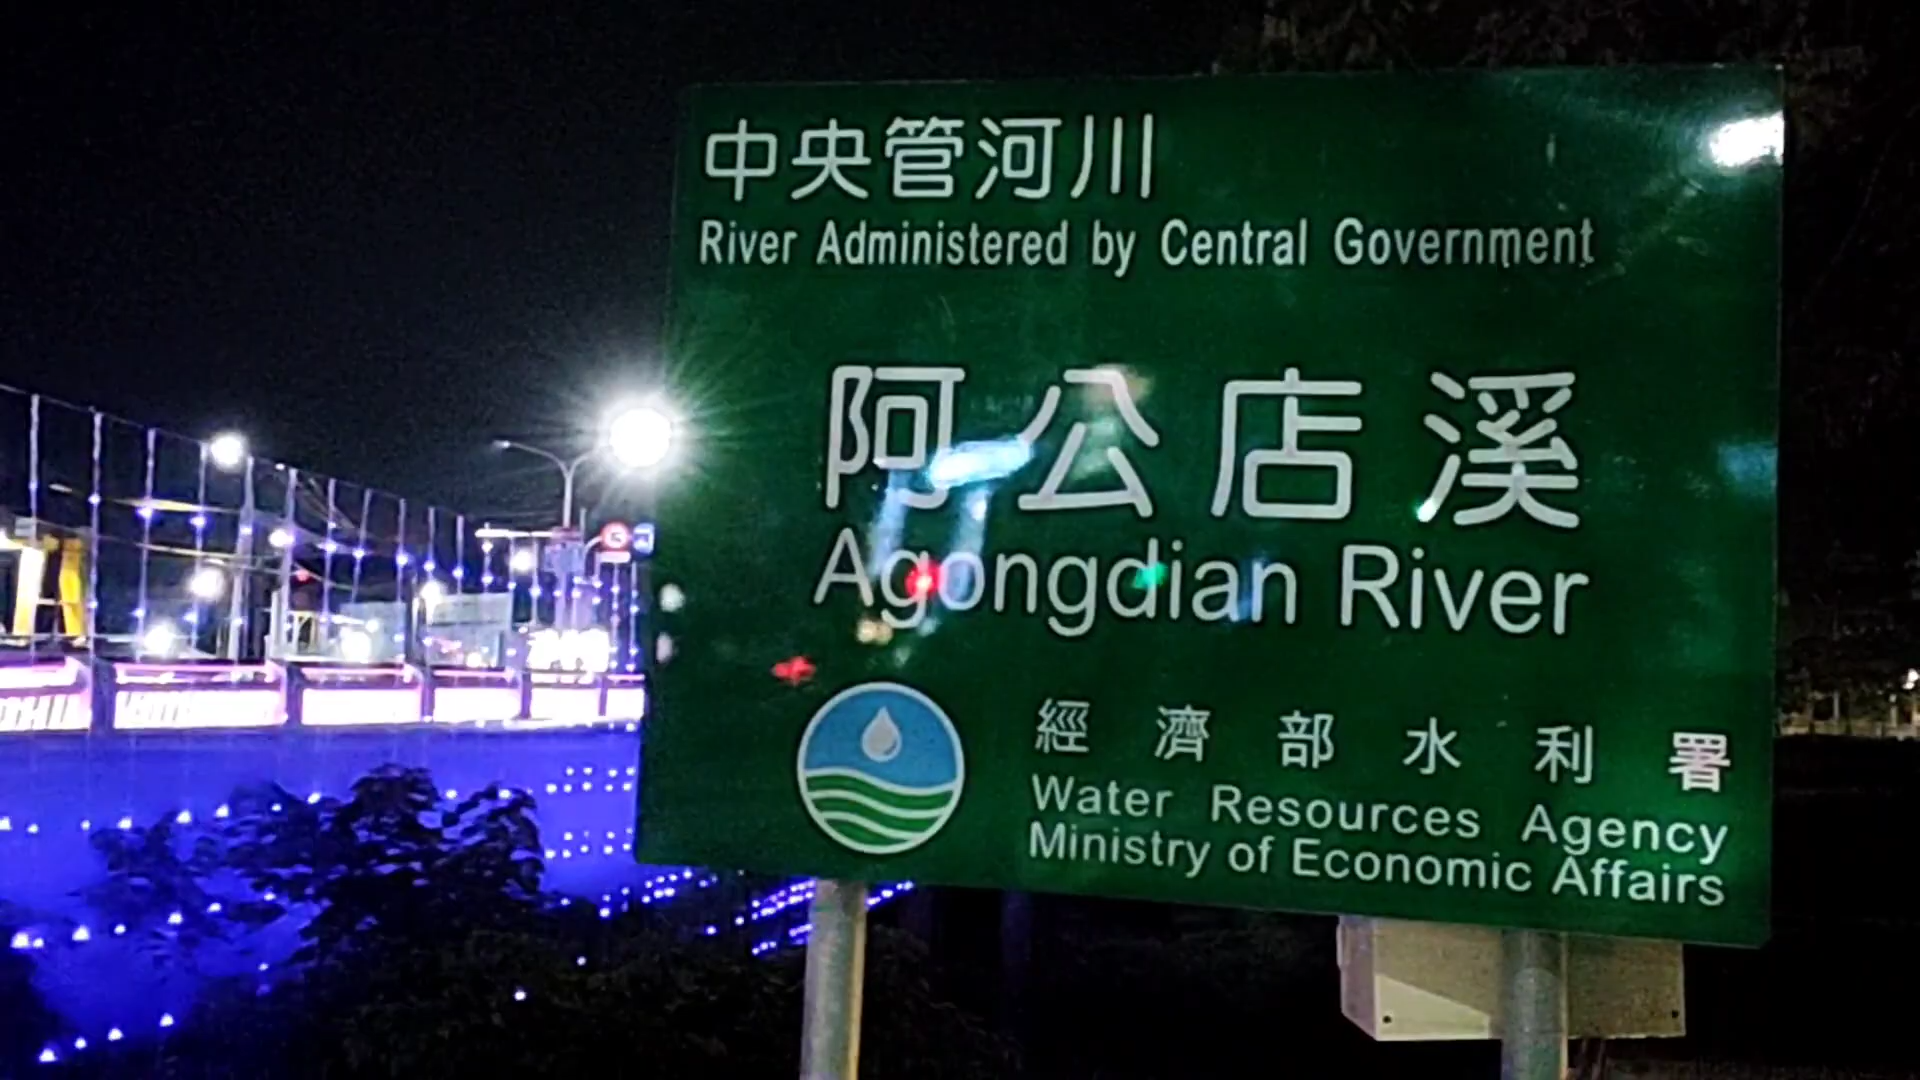 中央管河川
River Administered by Central Government
阿公店溪
Agongdian River
經濟部水利署
Water Resources Agency
Ministry of Economic Affairs